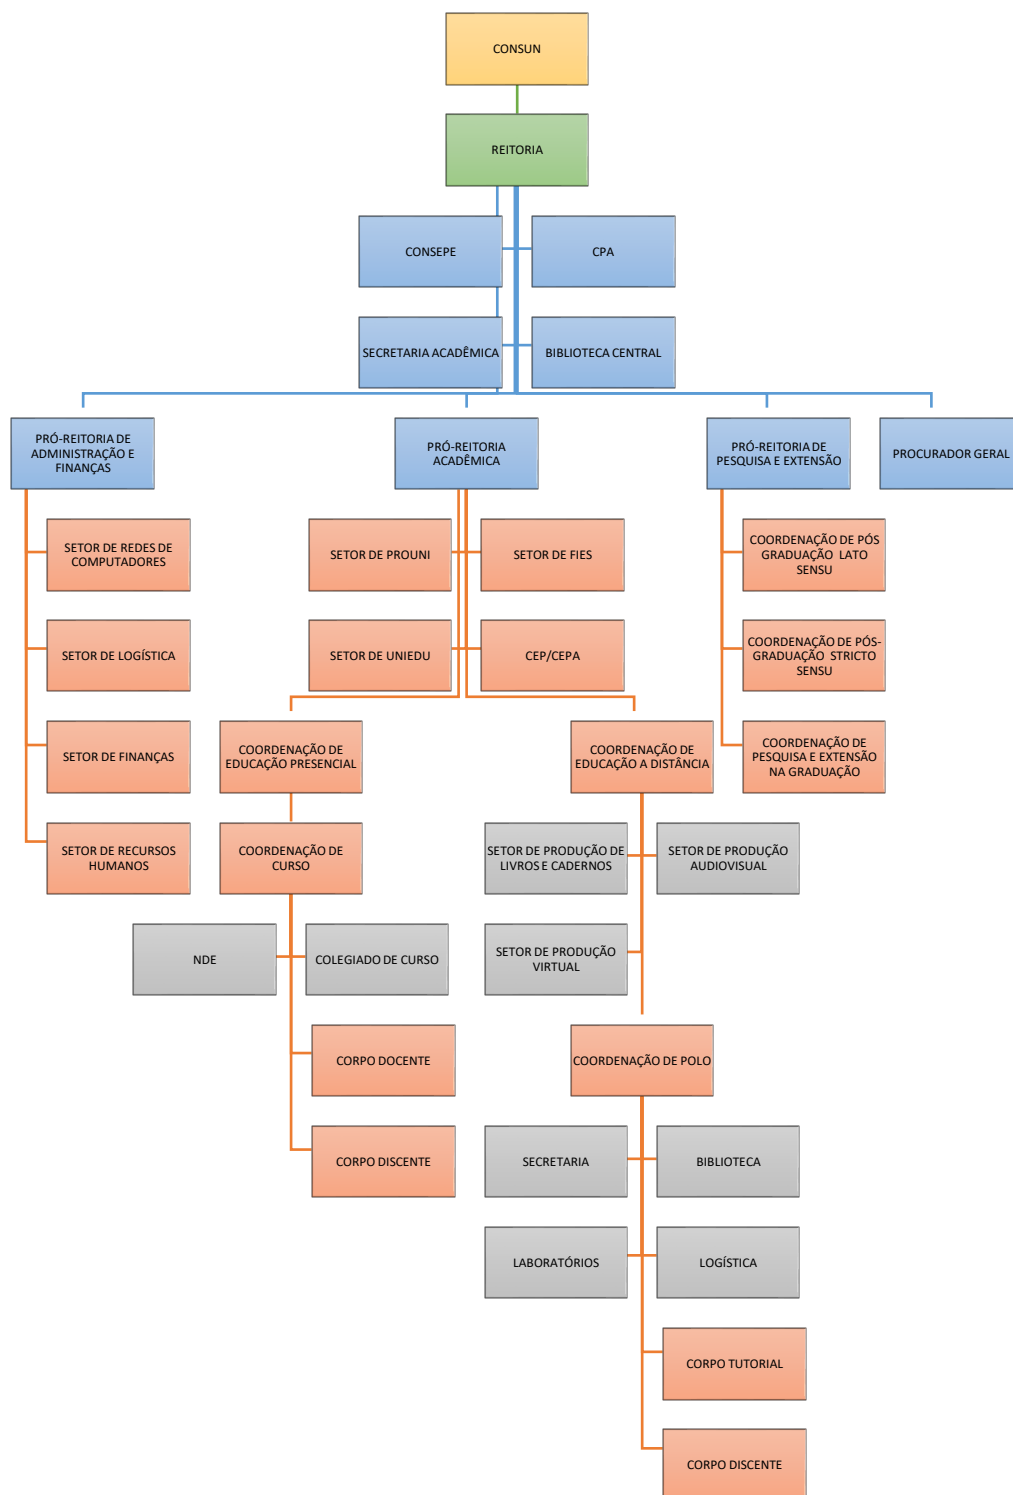 CONSUN
REITORIA
CONSEPE
CPA
SECRETARIA ACADÊMICA
BIBLIOTECA CENTRAL
PRÓ-REITORIA DE
ADMINISTRAÇÃO E
FINANÇAS
PRÓ-REITORIA
ACADÊMICA
PRÓ-REITORIA DE
PESQUISA E EXTENSÃO
PROCURADOR GERAL
SETOR DE REDES DE
COMPUTADORES
SETOR DE PROUNI
SETOR DE FIES
COORDENAÇÃO DE PÓS
GRADUAÇÃO LATO
SENSU
SETOR DE LOGÍSTICA
SETOR DE UNIEDU
CEP/CEPA
COORDENAÇÃO DE PÓS-
GRADUAÇÃO STRICTO
SENSU
SETOR DE FINANÇAS
COORDENAÇÃO DE
EDUCAÇÃO PRESENCIAL
COORDENAÇÃO DE
EDUCAÇÃO A DISTÂNCIA
COORDENAÇÃO DE
PESQUISA E EXTENSÃO
NA GRADUAÇÃO
SETOR DE RECURSOS
HUMANOS
COORDENAÇÃO DE
CURSO
SETOR DE PRODUÇÃO DE
LIVROS E CADERNOS
SETOR DE PRODUÇÃO
AUDIOVISUAL
NDE
COLEGIADO DE CURSO
SETOR DE PRODUÇÃO
VIRTUAL
CORPO DOCENTE
COORDENAÇÃO DE POLO
CORPO DISCENTE
SECRETARIA
BIBLIOTECA
LABORATÓRIOS
LOGÍSTICA
CORPO TUTORIAL
CORPO DISCENTE